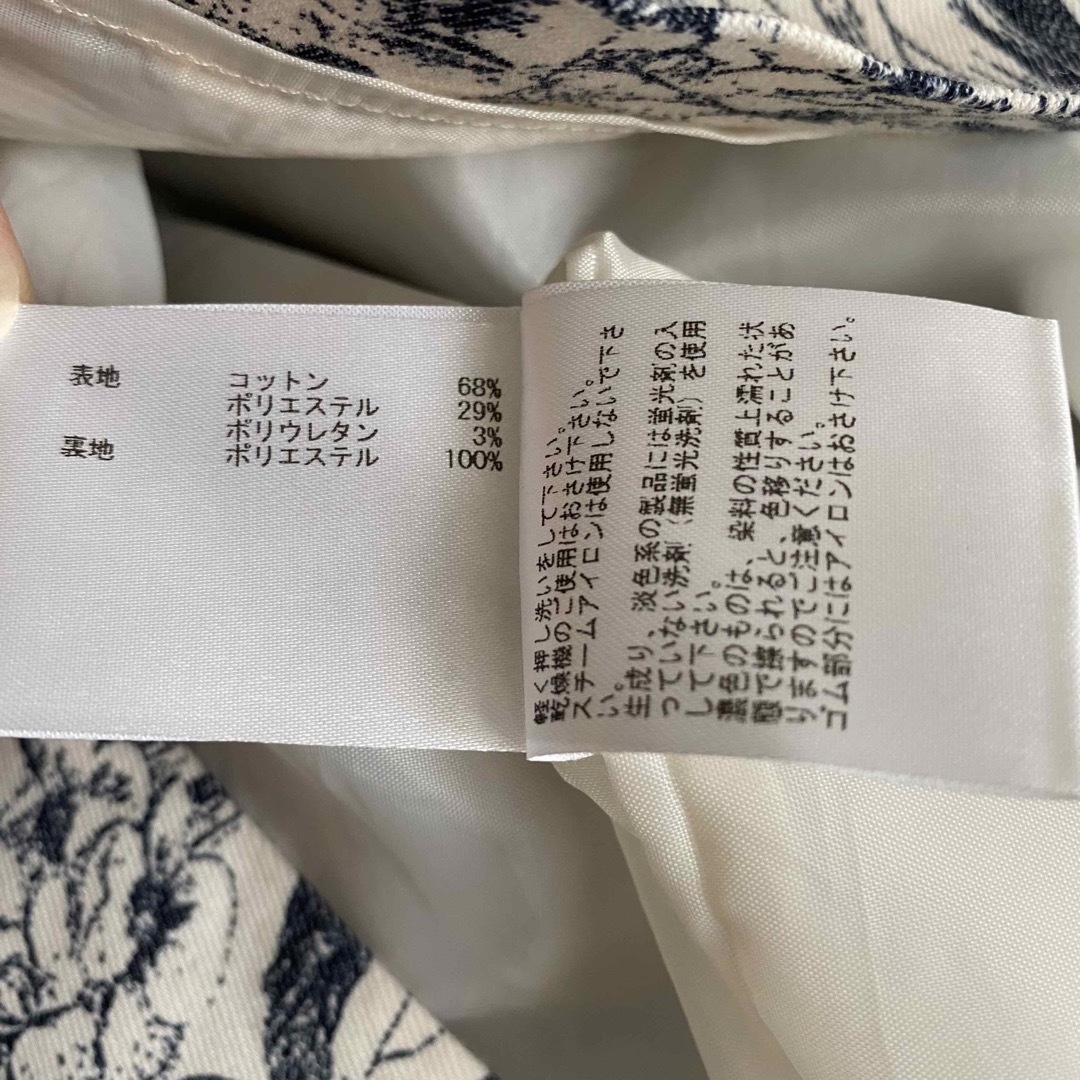 表地 コットン 68%
ポリエステル 29%
ポリウレタン 3%
裏地 ポリエステル 100%
軽く押し洗いをして下さい。
乾燥機のご使用はおさけ下さい。
スチームアイロンは使用しないで下さ
い。
生成り、淡色系の製品には蛍光剤の入
っていない洗剤(無蛍光洗剤)を使用
して下さい。
濃色のものは、染料の性質上濡れた状
態で擦られると、色移りすることがあ
りますのでご注意ください。
ゴム部分にはアイロンはおさけ下さい。